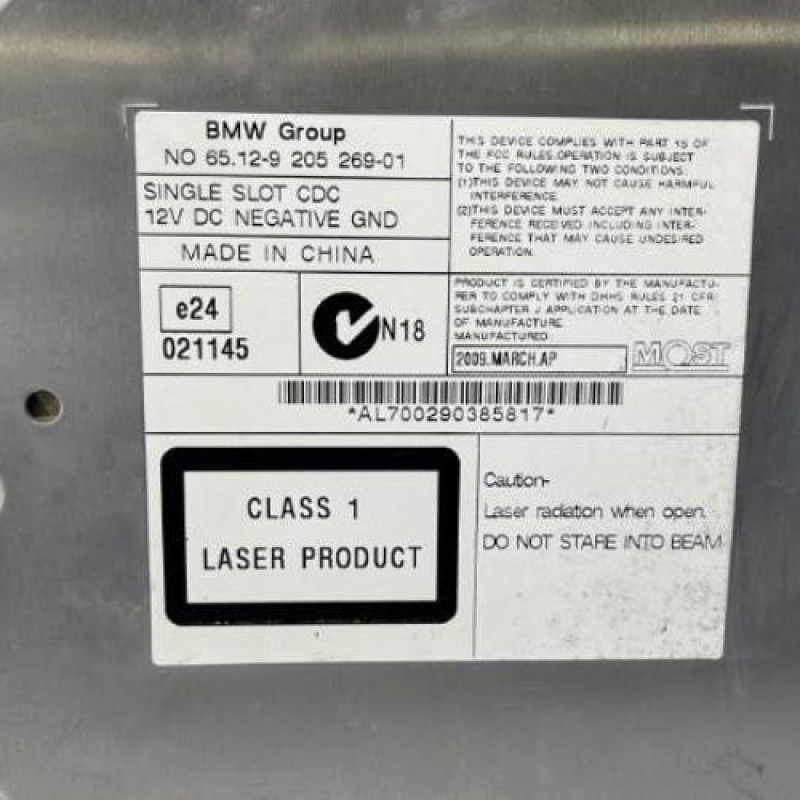 BMW Group
NO 65.12-9 205 269-01
SINGLE SLOT CDC
12V DC NEGATIVE GND
MADE IN CHINA
e24
021145
N18
THIS DEVICE COMPLIES WITH PART 15 OF
THE FCC RULES.OPERATION IS SUBJECT
TO THE FOLLOWING TWO CONDITIONS:
(1)THIS DEVICE MAY NOT CAUSE HARMFUL
INTERFERENCE.
(2)THIS DEVICE MUST ACCEPT ANY INTER-
FERENCE RECEIVED INCLUDING INTER-
FERENCE THAT MAY CAUSE UNDESIRED
OPERATION.
PRODUCT IS CERTIFIED BY THE MANUFACTU-
RER TO COMPLY WITH DHHS RULES 21 CFR
SUBCHAPTER J APPLICATION AT THE DATE
OF MANUFACTURE
MANUFACTURED:
2009.MARCH.AP
MOST
*AL700290385817*
CLASS 1
LASER PRODUCT
Caution-
Laser radiation when open.
DO NOT STARE INTO BEAM